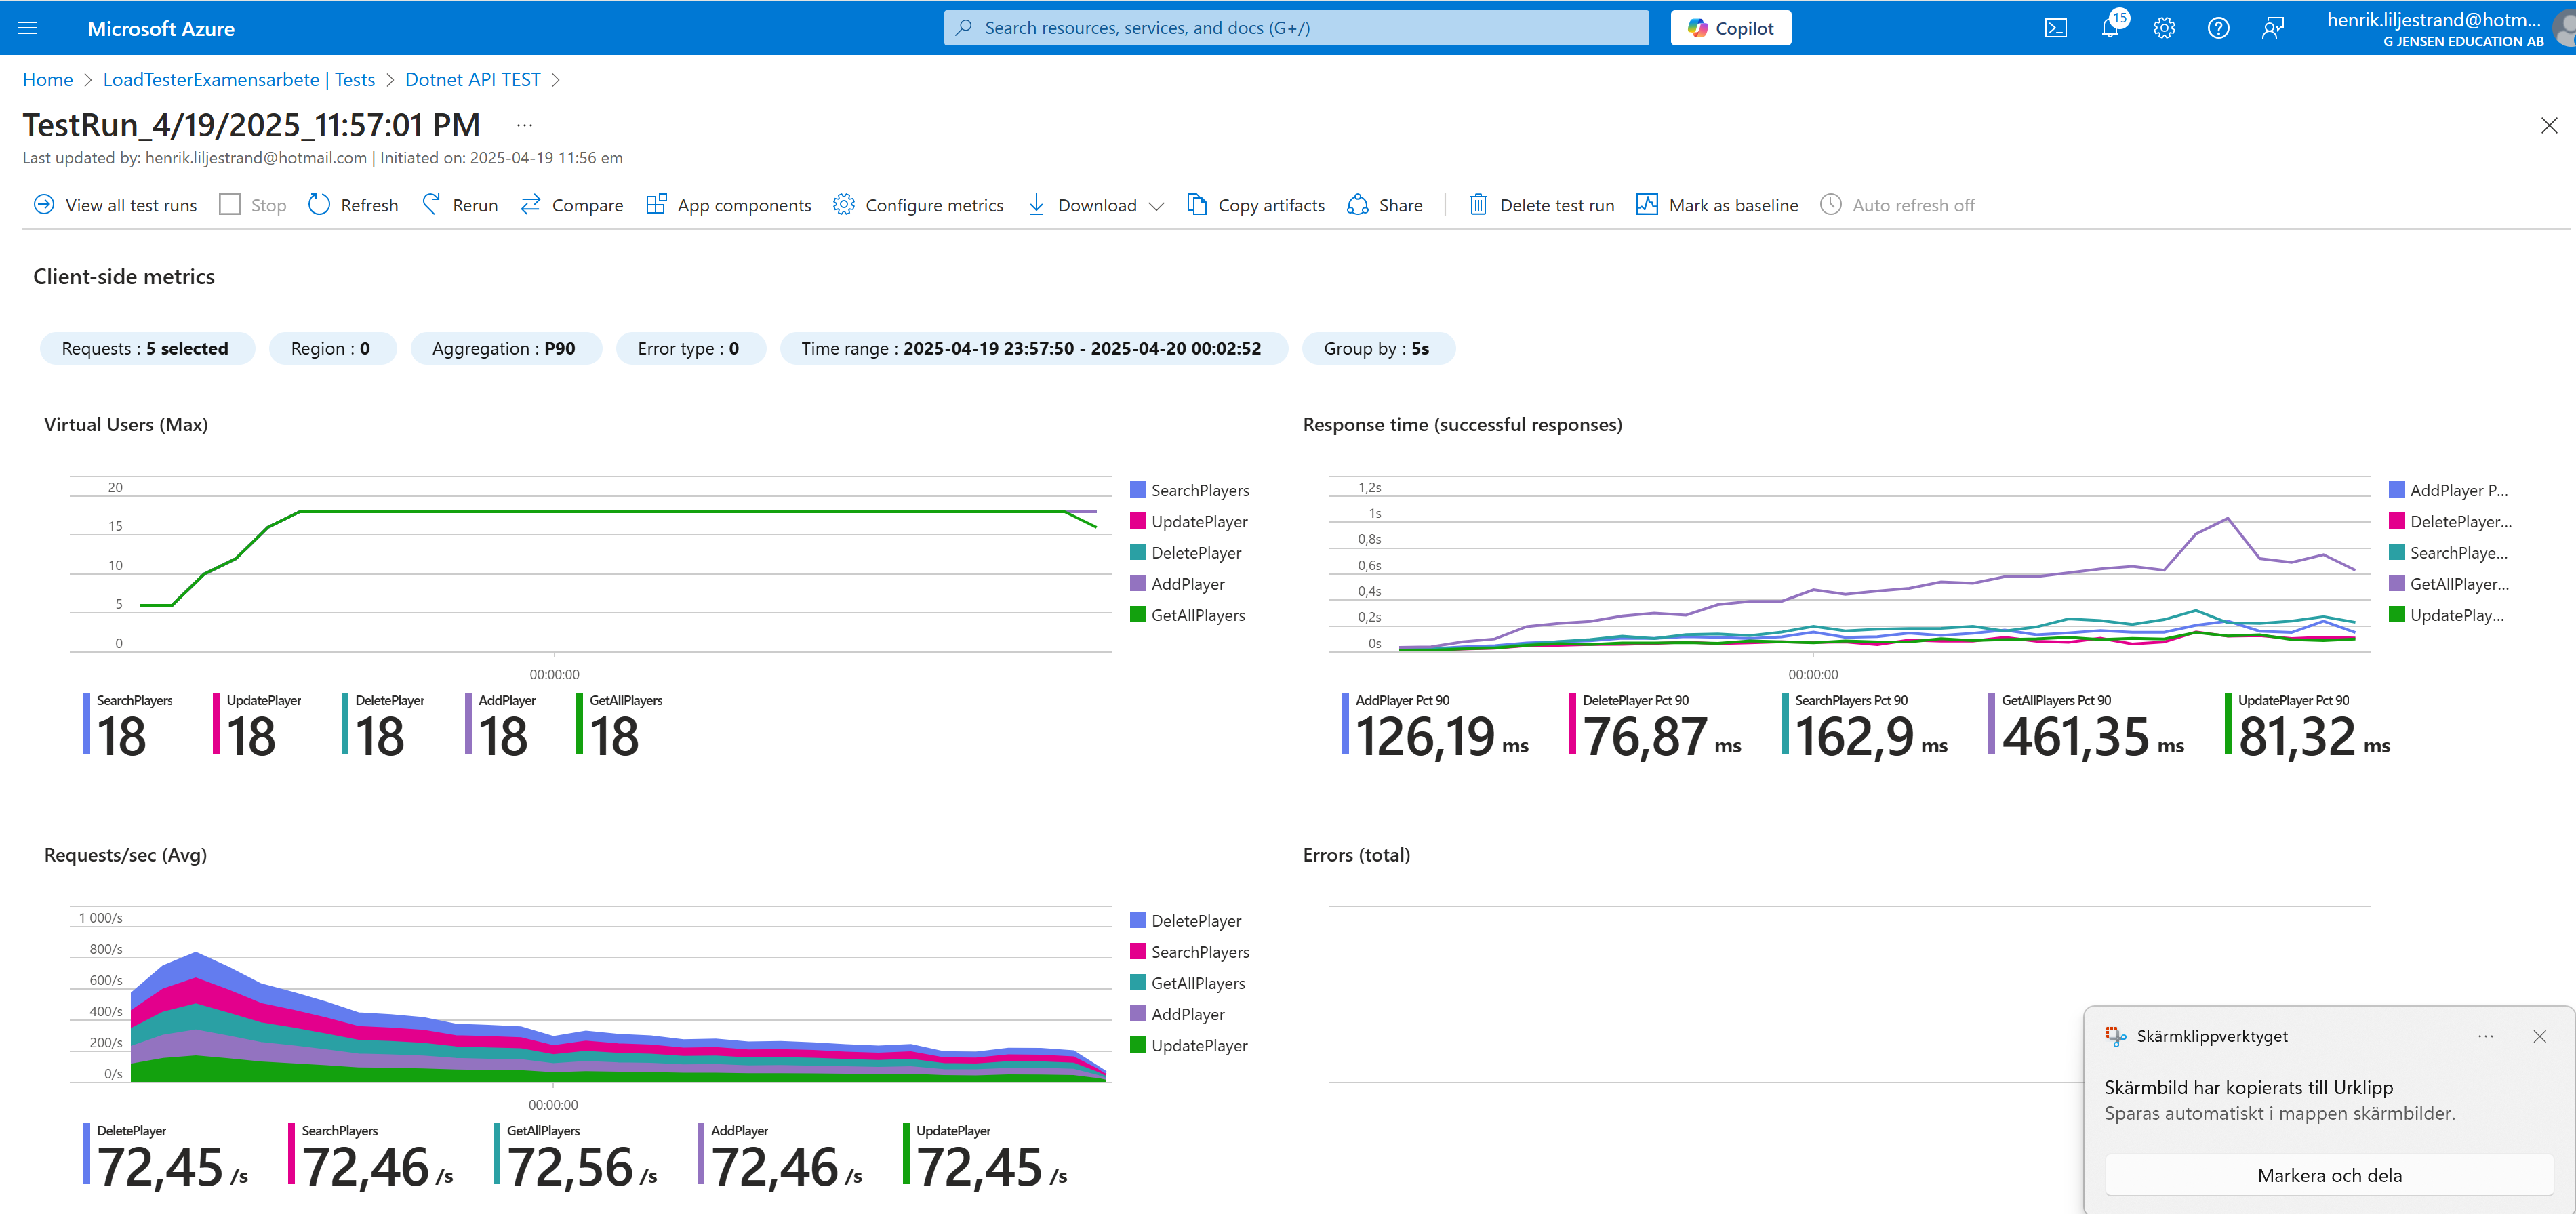 Microsoft Azure
Search resources, services, and docs (G+/)
Copilot
15
henrik.liljestrand@hotm...
G JENSEN EDUCATION AB
Home > LoadTesterExamensarbete | Tests > Dotnet API TEST >
TestRun_4/19/2025_11:57:01 PM ...
Last updated by: henrik.liljestrand@hotmail.com | Initiated on: 2025-04-19 11:56 em
View all test runs Stop Refresh Rerun Compare App components Configure metrics Download Copy artifacts Share Delete test run Mark as baseline Auto refresh off
Client-side metrics
Requests : 5 selected Region : 0 Aggregation : P90 Error type : 0 Time range : 2025-04-19 23:57:50 - 2025-04-20 00:02:52 Group by : 5s
Virtual Users (Max)
20
15
10
5
0
00:00:00
SearchPlayers
UpdatePlayer
DeletePlayer
AddPlayer
GetAllPlayers
SearchPlayers UpdatePlayer DeletePlayer AddPlayer GetAllPlayers
18 18 18 18 18
Response time (successful responses)
1,2s
1s
0,8s
0,6s
0,4s
0,2s
0s
00:00:00
AddPlayer P...
DeletePlayer...
SearchPlaye...
GetAllPlayer...
UpdatePlay...
AddPlayer Pct 90 DeletePlayer Pct 90 SearchPlayers Pct 90 GetAllPlayers Pct 90 UpdatePlayer Pct 90
126,19 ms 76,87 ms 162,9 ms 461,35 ms 81,32 ms
Requests/sec (Avg)
1 000/s
800/s
600/s
400/s
200/s
0/s
00:00:00
DeletePlayer
SearchPlayers
GetAllPlayers
AddPlayer
UpdatePlayer
DeletePlayer SearchPlayers GetAllPlayers AddPlayer UpdatePlayer
72,45 /s 72,46 /s 72,56 /s 72,46 /s 72,45 /s
Errors (total)
Skärmklippverktyget ...
Skärmbild har kopierats till Urklipp
Sparas automatiskt i mappen skärmbilder.
Markera och dela